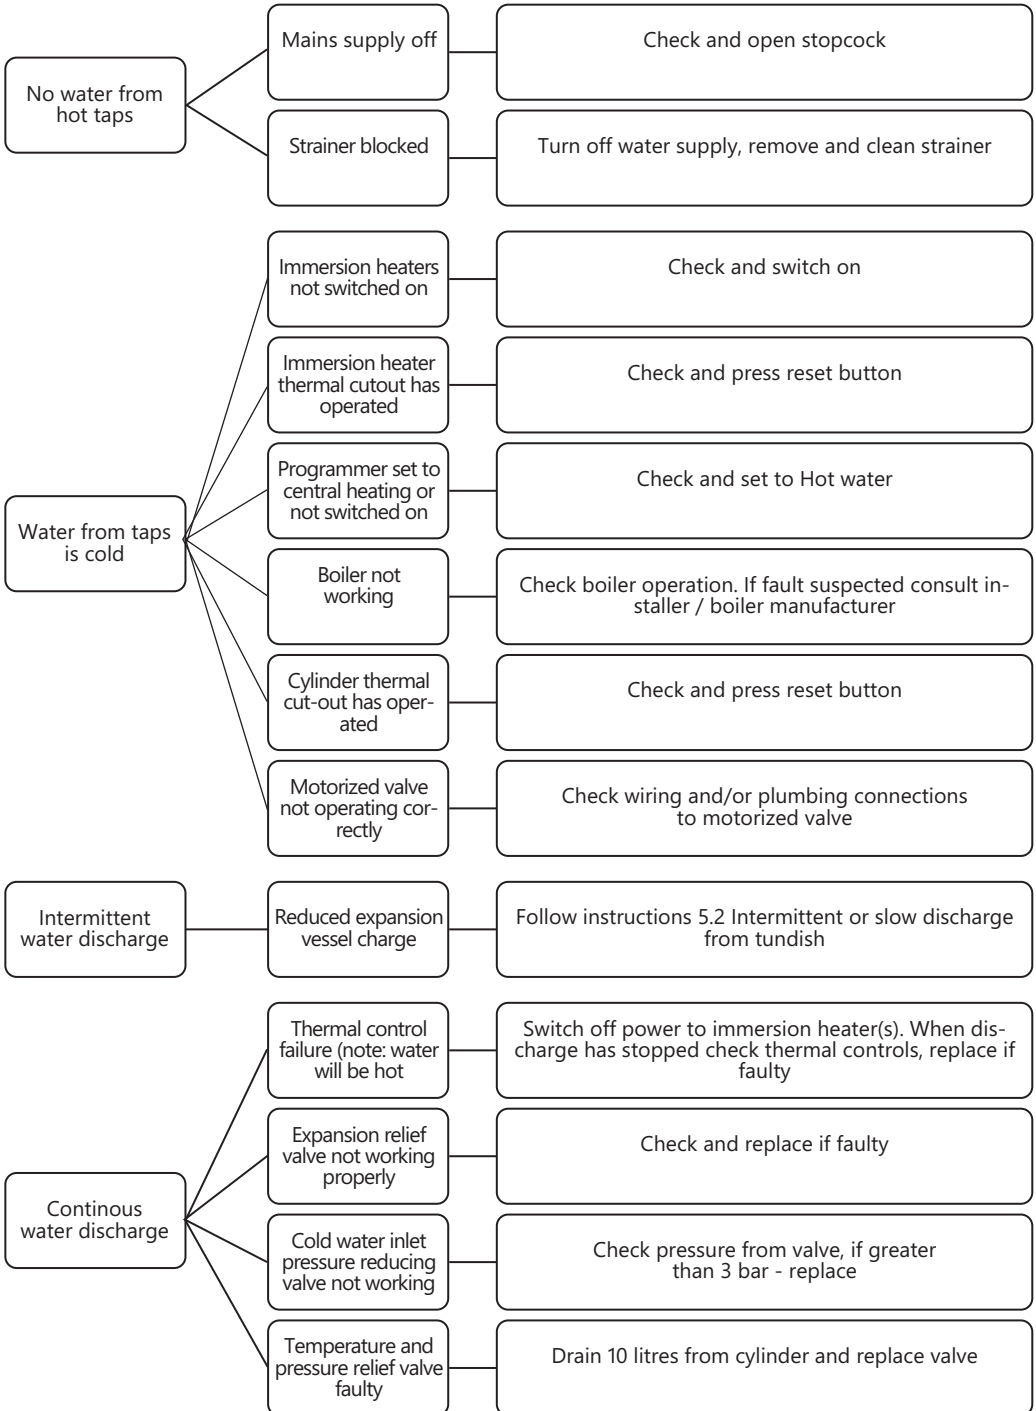 No water from
hot taps
Mains supply off
Check and open stopcock
Strainer blocked
Turn off water supply, remove and clean strainer
Water from taps
is cold
Immersion heaters
not switched on
Check and switch on
Immersion heater
thermal cutout has
operated
Check and press reset button
Programmer set to
central heating or
not switched on
Check and set to Hot water
Boiler not
working
Check boiler operation. If fault suspected consult in-
staller / boiler manufacturer
Cylinder thermal
cut-out has oper-
ated
Check and press reset button
Motorized valve
not operating cor-
rectly
Check wiring and/or plumbing connections
to motorized valve
Intermittent
water discharge
Reduced expansion
vessel charge
Follow instructions 5.2 Intermittent or slow discharge
from tundish
Continous
water discharge
Thermal control
failure (note: water
will be hot
Switch off power to immersion heater(s). When dis-
charge has stopped check thermal controls, replace if
faulty
Expansion relief
valve not working
properly
Check and replace if faulty
Cold water inlet
pressure reducing
valve not working
Check pressure from valve, if greater
than 3 bar - replace
Temperature and
pressure relief valve
faulty
Drain 10 litres from cylinder and replace valve